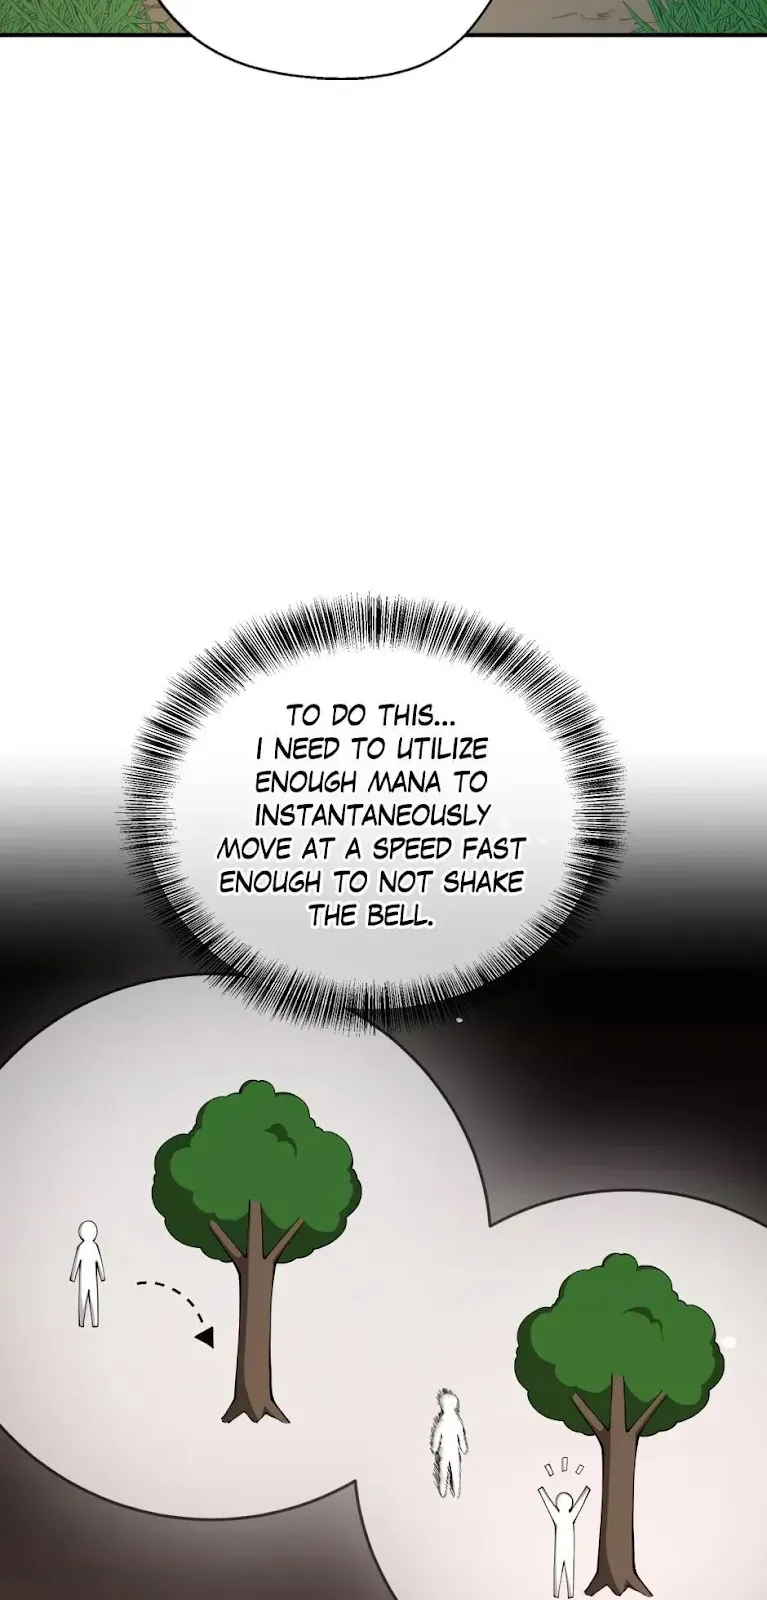 TO DO THIS...
I NEED TO UTILIZE
ENOUGH MANA TO
INSTANTANEOUSLY
MOVE AT A SPEED FAST
ENOUGH TO NOT SHAKE
THE BELL.